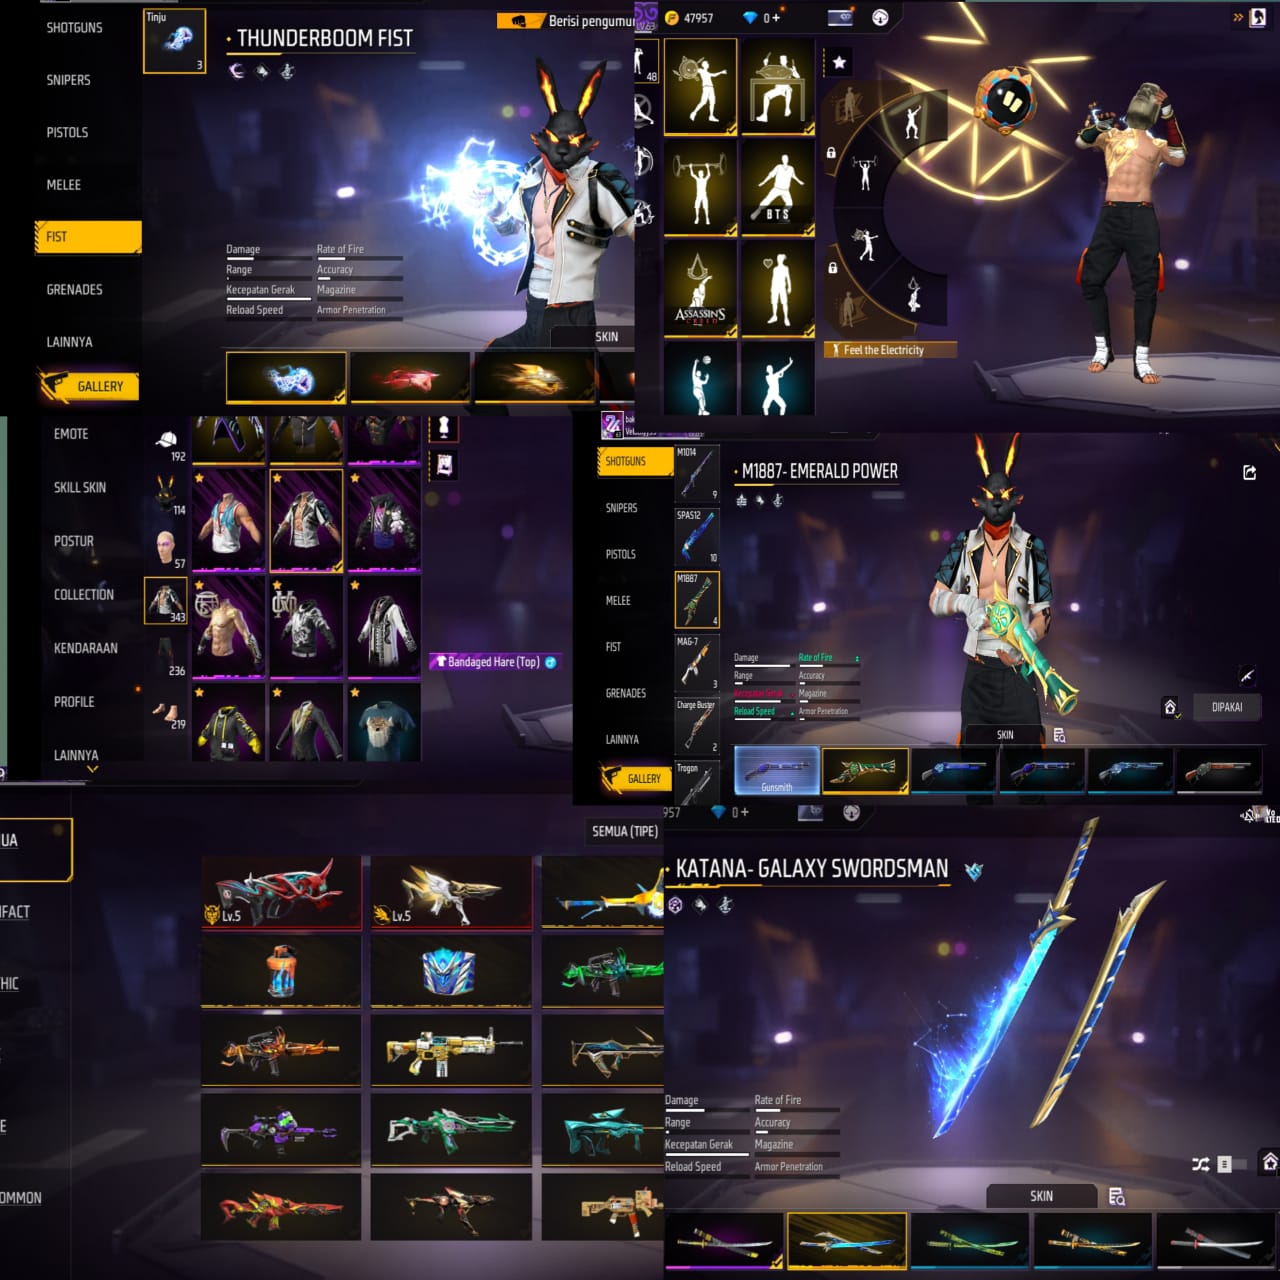 SHOTGUNS
SNIPERS
PISTOLS
MELEE
FIST
GRENADES
LAINNYA
GALLERY
Tinju
3
THUNDERBOOM FIST
Berisi pengumu
Damage
Rate of Fire
Range
Accuracy
Kecepatan Gerak
Magazine
Reload Speed
Armor Penetration
SKIN
47957
0+
48
BTS
ASSASSINS
CREED
Feel the Electricity
EMOTE
SKILL SKIN
POSTUR
COLLECTION
KENDARAAN
PROFILE
LAINNYA
192
114
57
343
236
219
Bandaged Hare (Top)
SHOTGUNS
SNIPERS
PISTOLS
MELEE
FIST
GRENADES
LAINNYA
GALLERY
M1014
9
SPAS12
10
M1887
4
MAG-7
3
Charge Buster
2
Trogon
M1887- EMERALD POWER
Damage
Rate of Fire
Range
Accuracy
Kecepatan Gerak
Magazine
Reload Speed
Armor Penetration
DIPAKAI
SKIN
Gunsmith
UA
IFACT
HIC
E
OMMON
SEMUA (TIPE)
Lv.5
Lv.5
957
0+
KATANA- GALAXY SWORDSMAN
Damage
Rate of Fire
Range
Accuracy
Kecepatan Gerak
Magazine
Reload Speed
Armor Penetration
SKIN